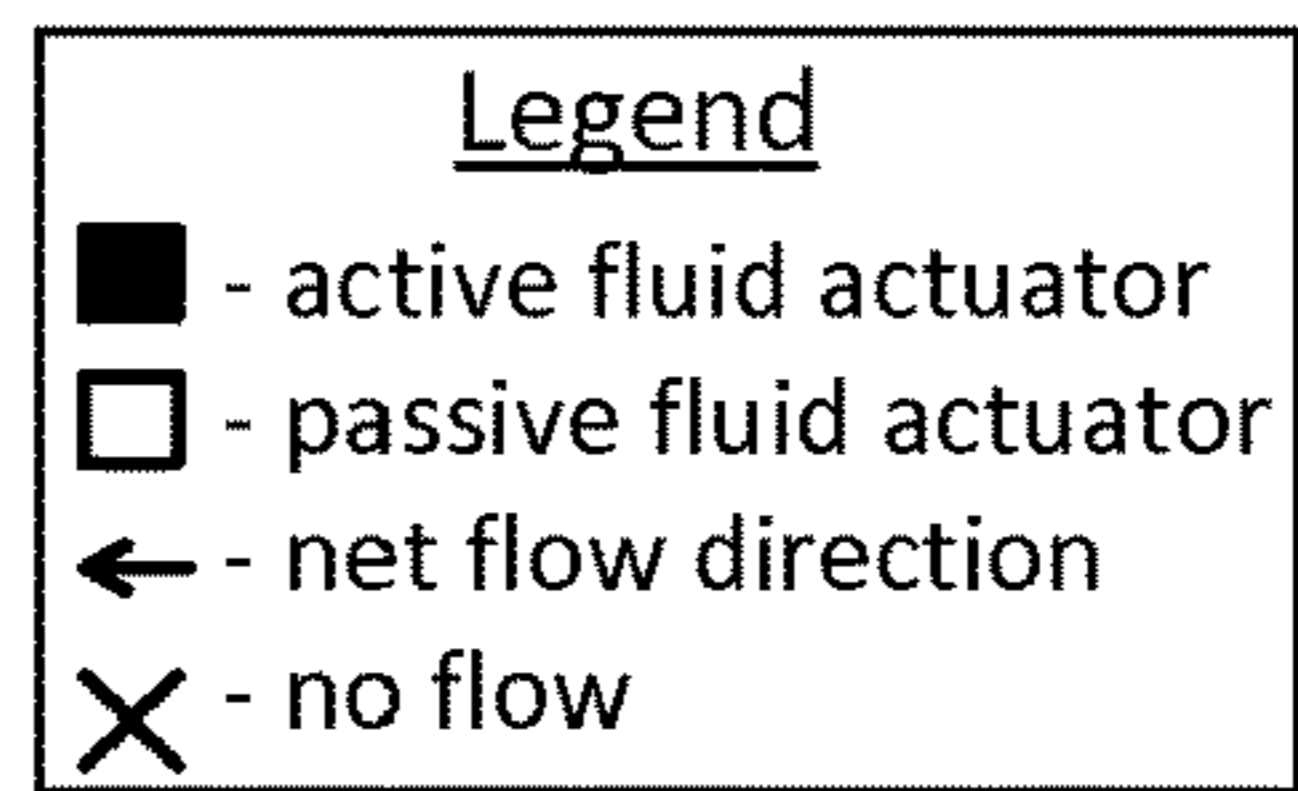 Legend
- active fluid actuator
- passive fluid actuator
- net flow direction
- no flow